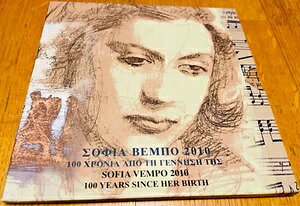 ΣΟΦΙΑ ΒΕΜΠΟ 2010
100 ΧΡΟΝΙΑ ΑΠΟ ΤΗ ΓΕΝΝΗΣΗ ΤΗΣ
SOFIA VEMPO 2010
100 YEARS SINCE HER BIRTH